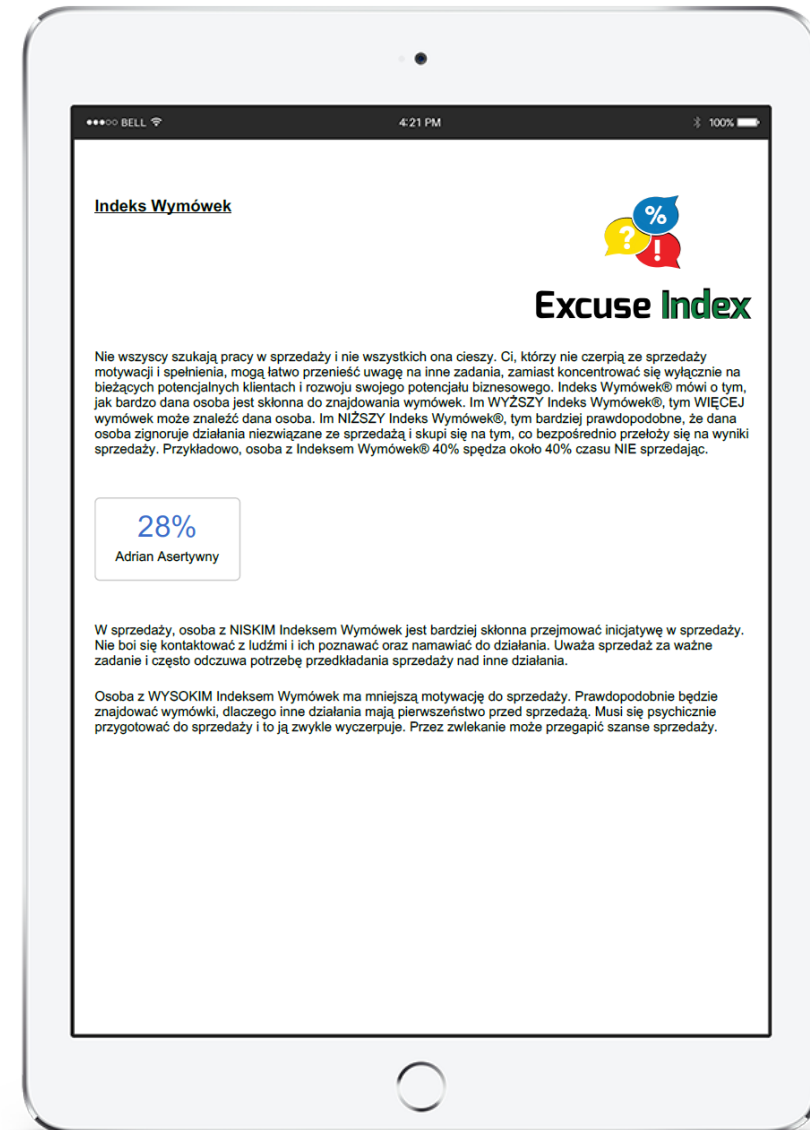 BELL 4:21 PM 100%
Indeks Wymówek
%
?
!
Excuse Index
Nie wszyscy szukają pracy w sprzedaży i nie wszystkich ona cieszy. Ci, którzy nie czerpią ze sprzedaży
motywacji i spełnienia, mogą łatwo przenieść uwagę na inne zadania, zamiast koncentrować się wyłącznie na
bieżących potencjalnych klientach i rozwoju swojego potencjału biznesowego. Indeks Wymówek® mówi o tym,
jak bardzo dana osoba jest skłonna do znajdowania wymówek. Im WYŻSZY Indeks Wymówek®, tym WIĘCEJ
wymówek może znaleźć dana osoba. Im NIŻSZY Indeks Wymówek®, tym bardziej prawdopodobne, że dana
osoba zignoruje działania niezwiązane ze sprzedażą i skupi się na tym, co bezpośrednio przełoży się na wyniki
sprzedaży. Przykładowo, osoba z Indeksem Wymówek® 40% spędza około 40% czasu NIE sprzedając.
28%
Adrian Asertywny
W sprzedaży, osoba z NISKIM Indeksem Wymówek jest bardziej skłonna przejmować inicjatywę w sprzedaży.
Nie boi się kontaktować z ludźmi i ich poznawać oraz namawiać do działania. Uważa sprzedaż za ważne
zadanie i często odczuwa potrzebę przedkładania sprzedaży nad inne działania.
Osoba z WYSOKIM Indeksem Wymówek ma mniejszą motywację do sprzedaży. Prawdopodobnie będzie
znajdować wymówki, dlaczego inne działania mają pierwszeństwo przed sprzedażą. Musi się psychicznie
przygotować do sprzedaży i to ją zwykle wyczerpuje. Przez zwlekanie może przegapić szanse sprzedaży.